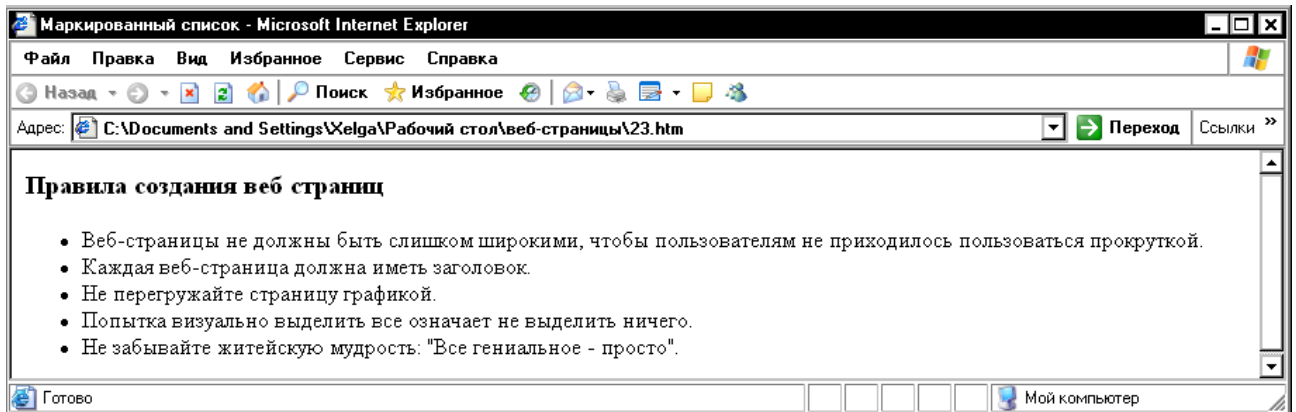 Маркированный список - Microsoft Internet Explorer
Файл Правка Вид Избранное Сервис Справка
Назад Поиск Избранное
Адрес: C:\Documents and Settings\Xelga\Рабочий стол\веб-страницы\23.htm Переход Ссылки »
Правила создания веб страниц
• Веб-страницы не должны быть слишком широкими, чтобы пользователям не приходилось пользоваться прокруткой.
• Каждая веб-страница должна иметь заголовок.
• Не перегружайте страницу графикой.
• Попытка визуально выделить все означает не выделить ничего.
• Не забывайте житейскую мудрость: "Все гениальное - просто".
Готово Мой компьютер